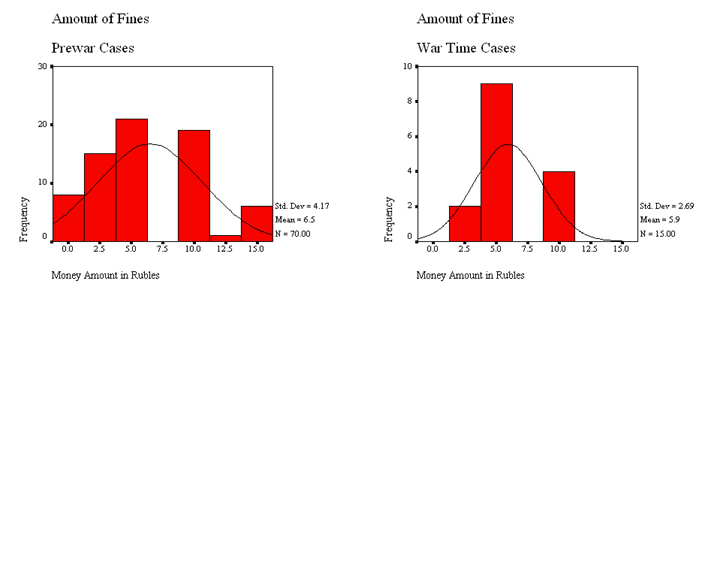 Amount of Fines
Prewar Cases
30
20
10
0
Frequency
0.0 2.5 5.0 7.5 10.0 12.5 15.0
Std. Dev = 4.17
Mean = 6.5
N = 70.00
Money Amount in Rubles
Amount of Fines
War Time Cases
10
8
6
4
2
0
Frequency
0.0 2.5 5.0 7.5 10.0 12.5 15.0
Std. Dev = 2.69
Mean = 5.9
N = 15.00
Money Amount in Rubles